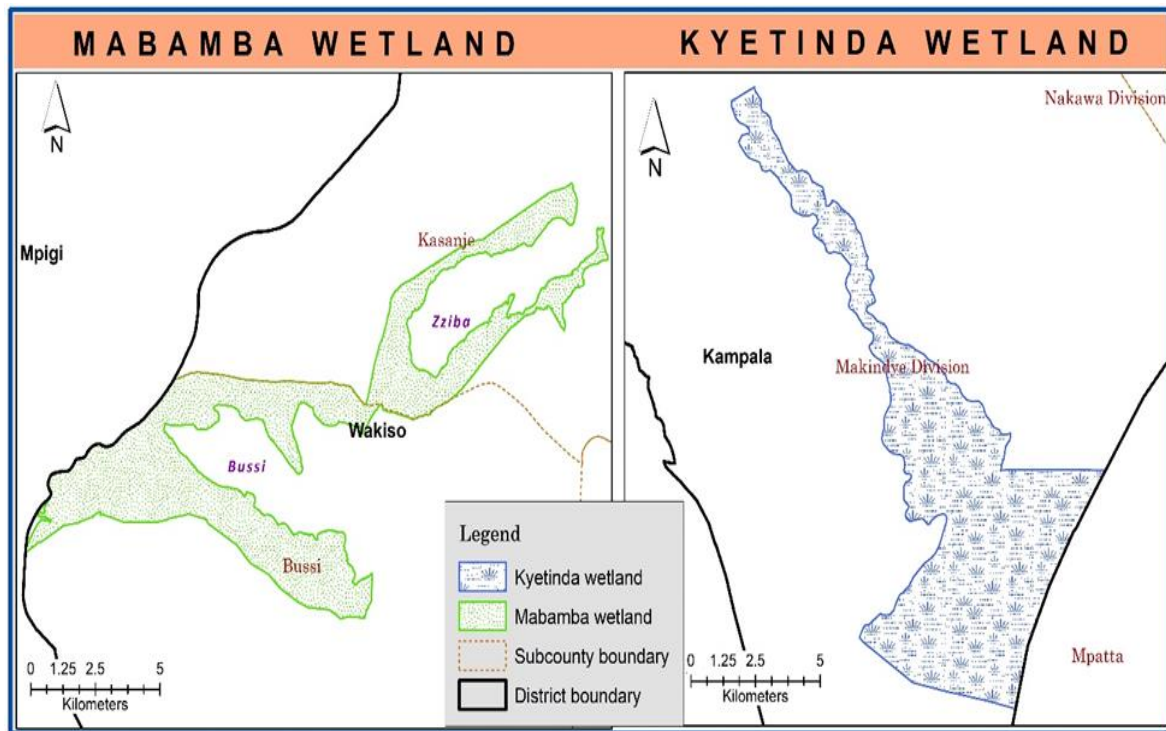 MABAMBA WETLAND
N
Mpigi
Kasanje
Zziba
Wakiso
Bussi
Bussi
0 1.25 2.5 5
Kilometers
KYETINDA WETLAND
Nakawa Division
N
Kampala
Makindye Division
Mpatta
0 1.25 2.5 5
Kilometers
Legend
Kyetinda wetland
Mabamba wetland
Subcounty boundary
District boundary